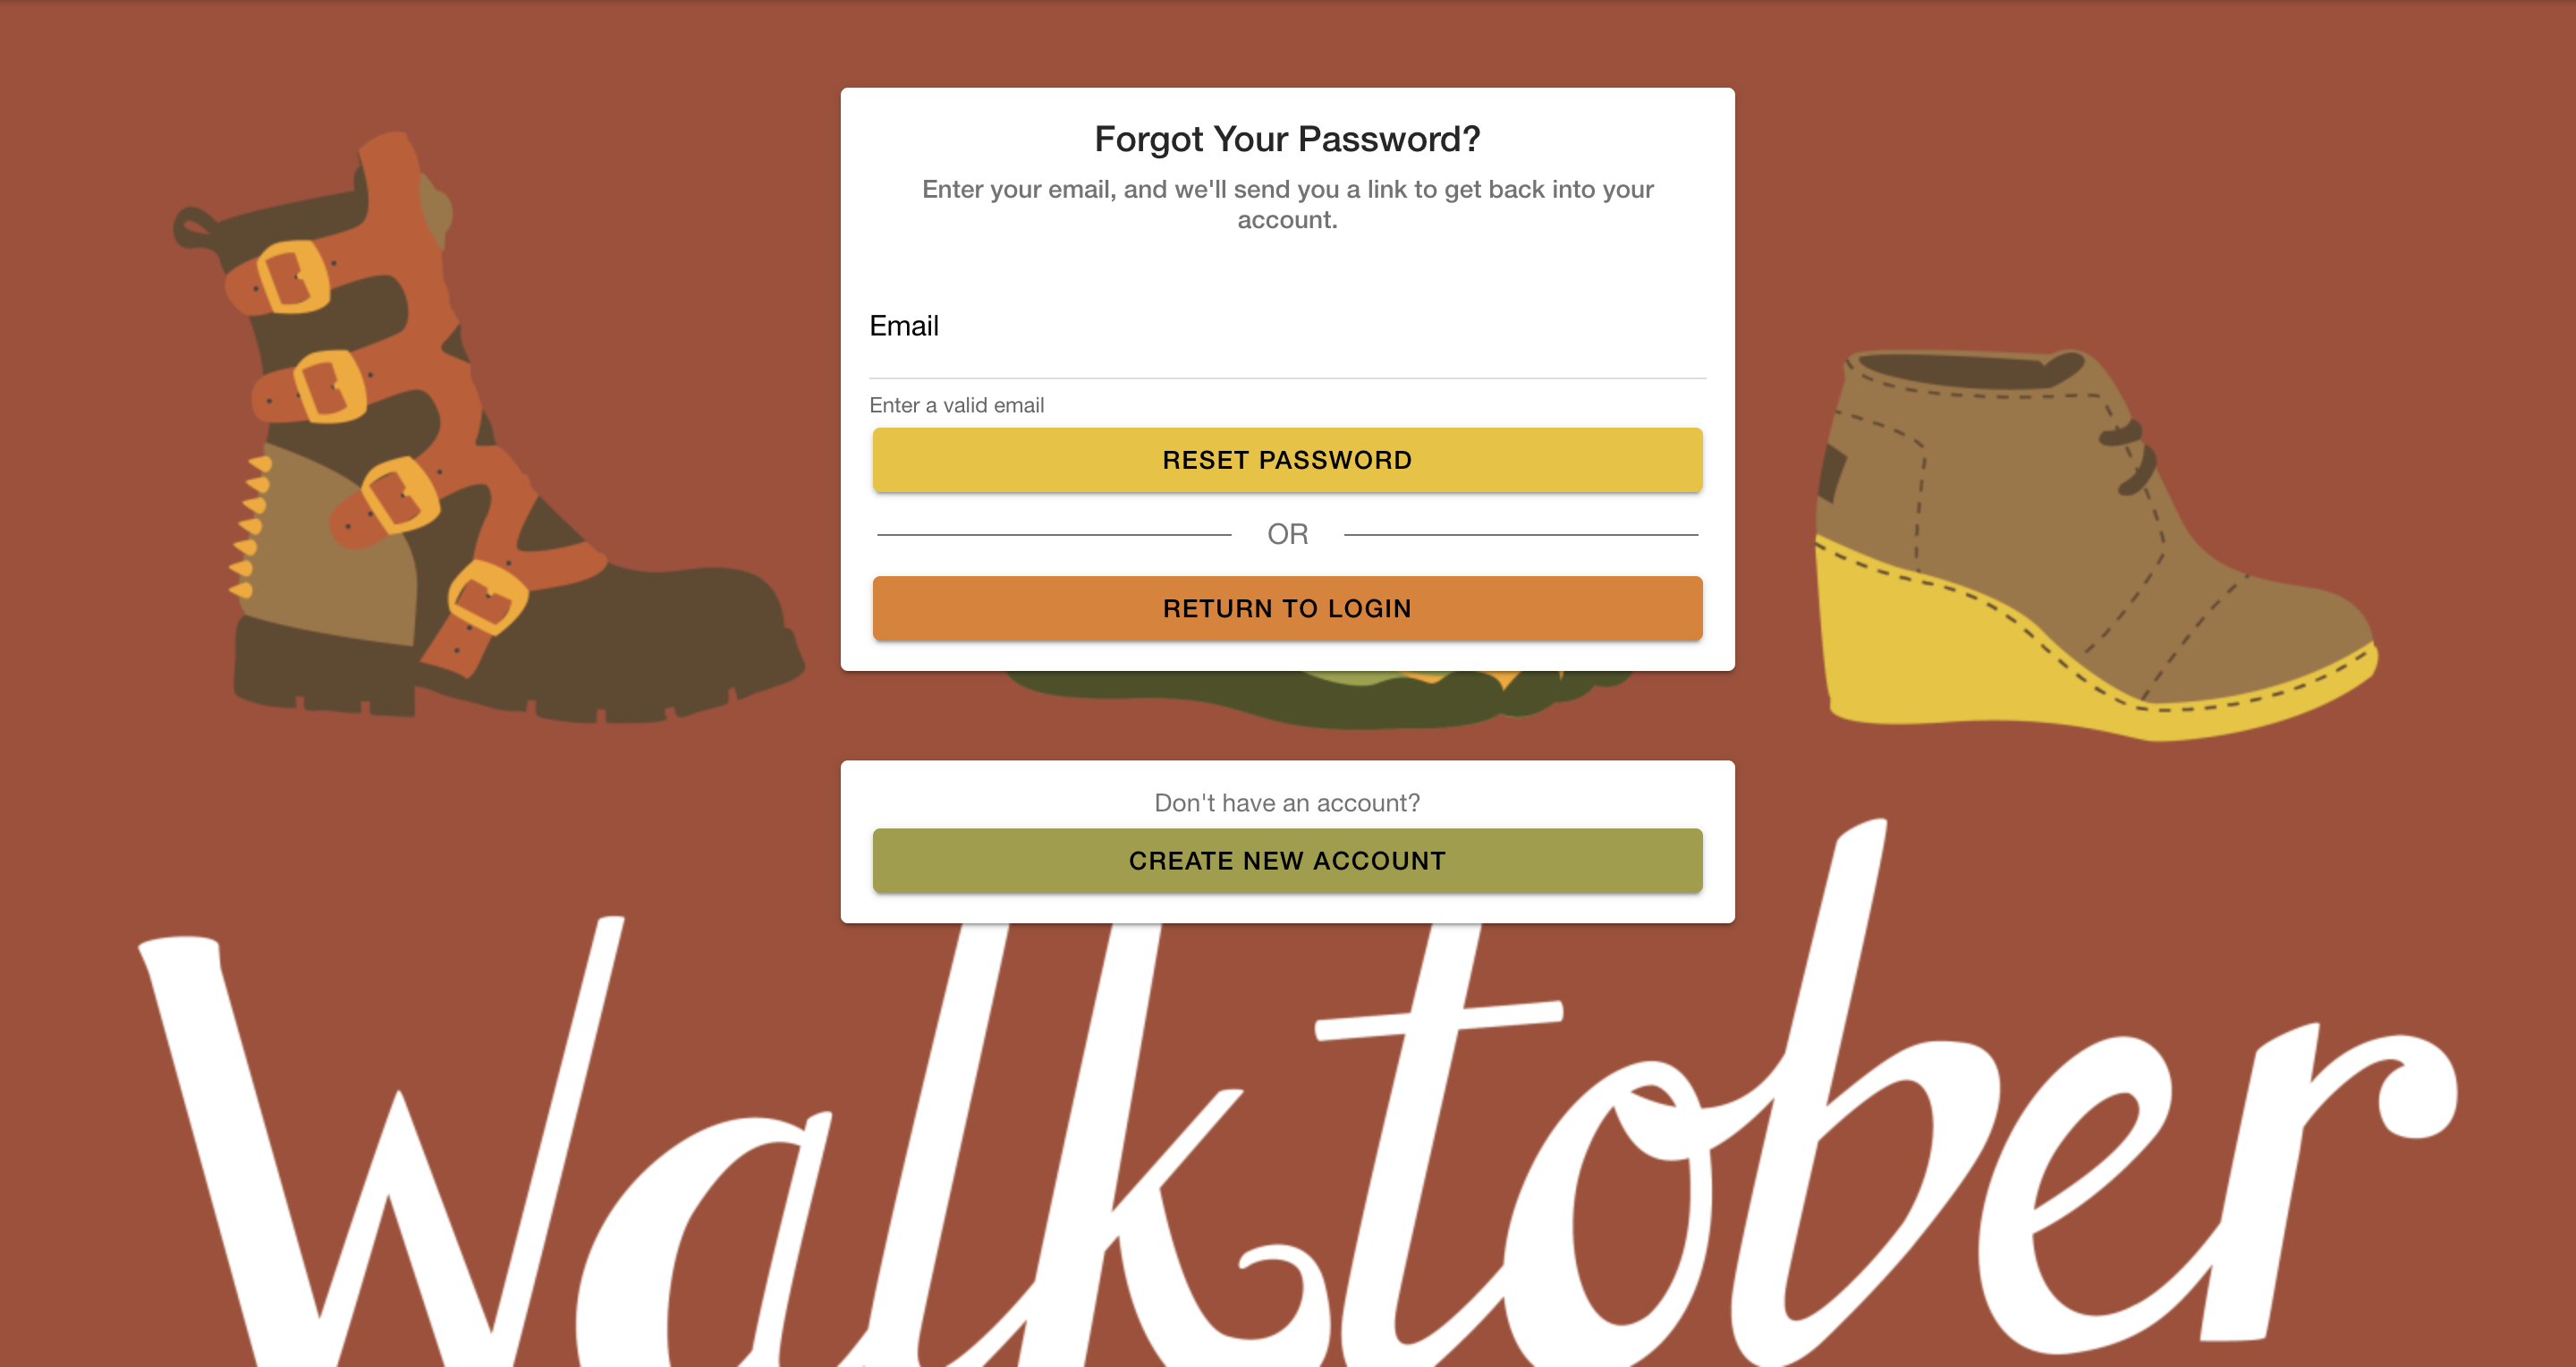 Forgot Your Password?
Enter your email, and we'll send you a link to get back into your
account.
Email
Enter a valid email
RESET PASSWORD
OR
RETURN TO LOGIN
Don't have an account?
CREATE NEW ACCOUNT
Walktober